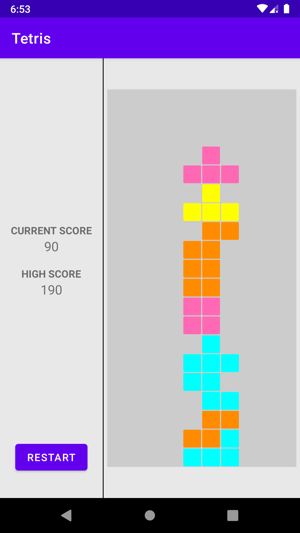 6:53
Tetris
CURRENT SCORE
90
HIGH SCORE
190
RESTART